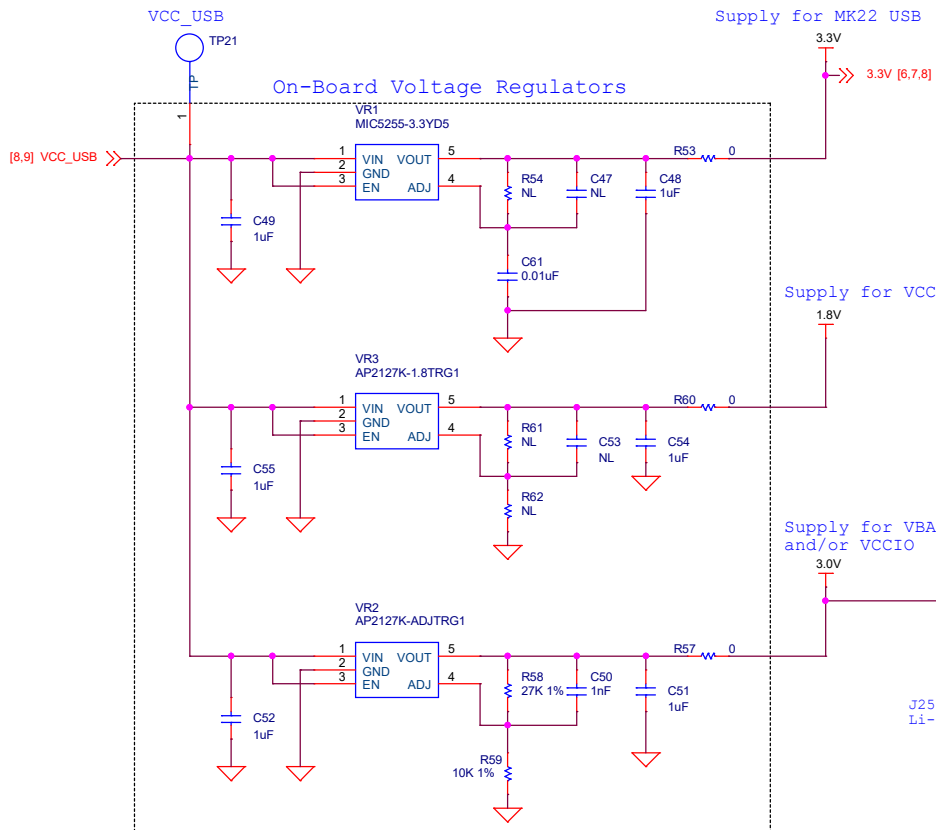 VCC_USB
Supply for MK22 USB
TP21
3.3V
TP
3.3V [6,7,8]
On-Board Voltage Regulators
1
VR1
MIC5255-3.3YD5
[8,9] VCC_USB
1 VIN VOUT 5
2 GND
3 EN ADJ 4
R53 0
R54
NL
C47
NL
C48
1uF
C49
1uF
C61
0.01uF
Supply for VCC
1.8V
VR3
AP2127K-1.8TRG1
1 VIN VOUT 5
2 GND
3 EN ADJ 4
R60 0
R61
NL
C53
NL
C54
1uF
C55
1uF
R62
NL
Supply for VBA
and/or VCCIO
3.0V
VR2
AP2127K-ADJTRG1
1 VIN VOUT 5
2 GND
3 EN ADJ 4
R57 0
R58
27K 1%
C50
1nF
C51
1uF
C52
1uF
J25
Li-
R59
10K 1%